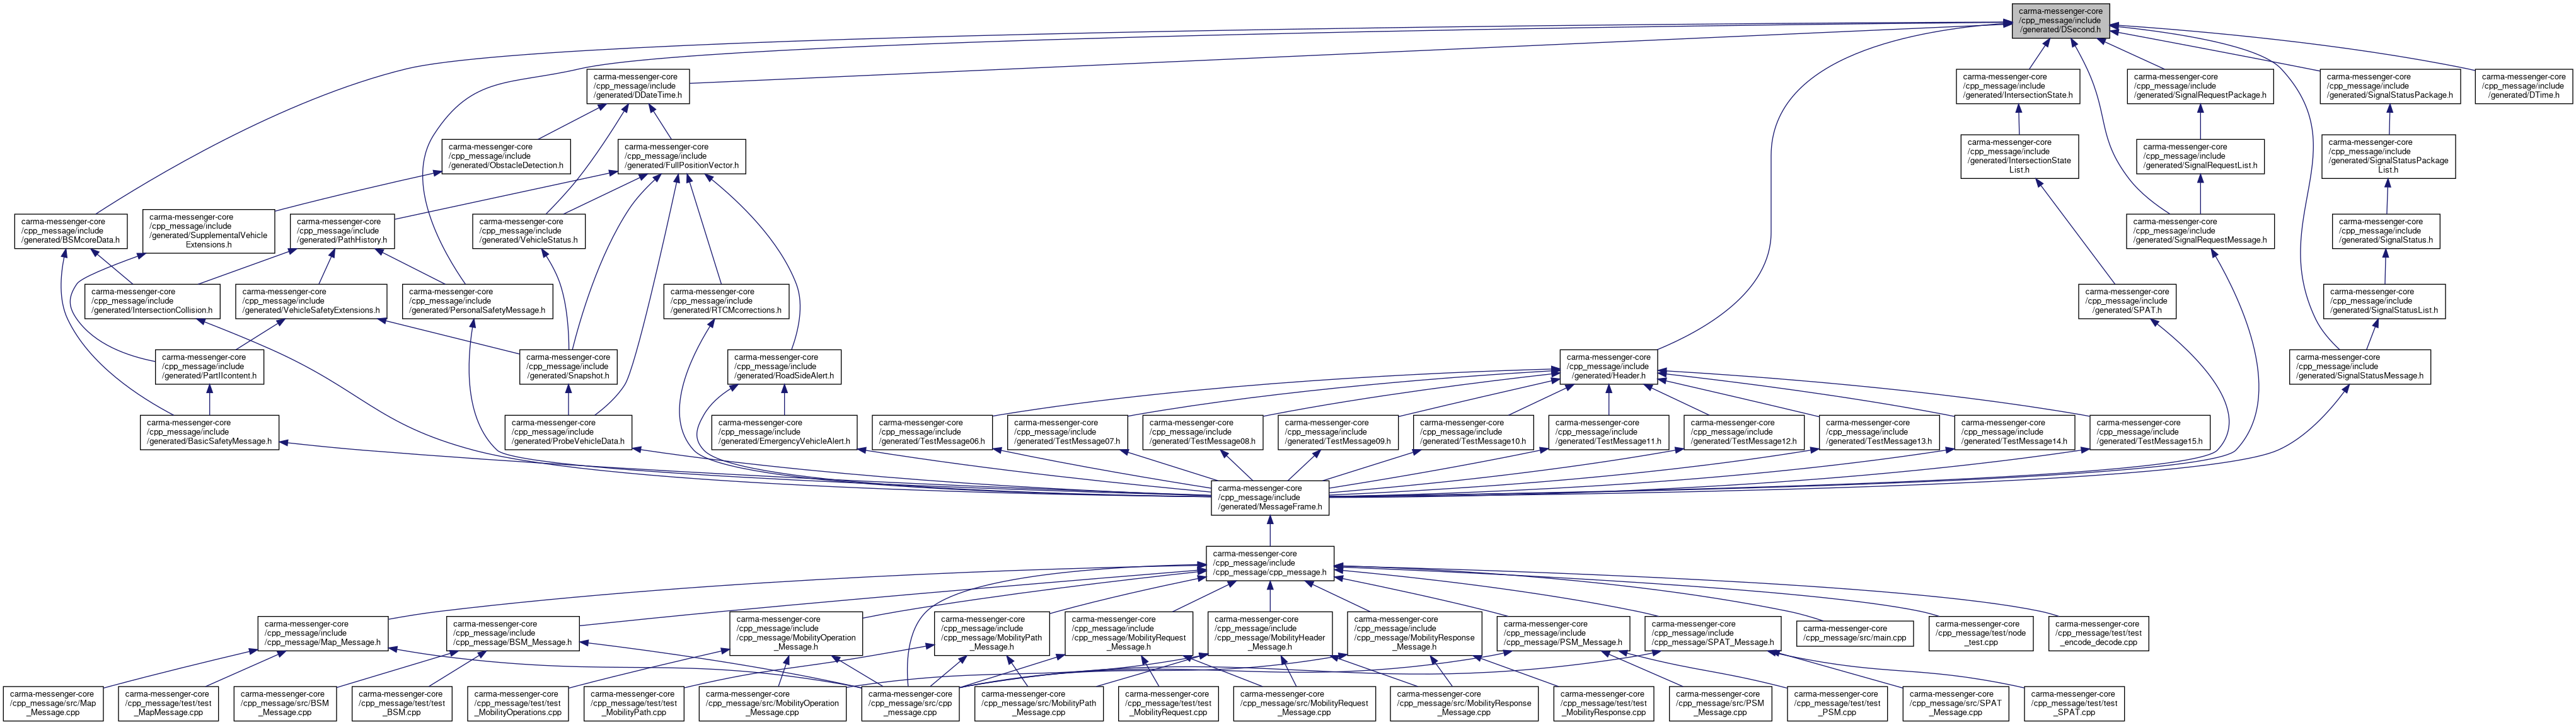 carma-messenger-core
/cpp_message/include
/generated/DSecond.h
carma-messenger-core
/cpp_message/include
/generated/DDateTime.h
carma-messenger-core
/cpp_message/include
/generated/IntersectionState.h
carma-messenger-core
/cpp_message/include
/generated/SignalRequestPackage.h
carma-messenger-core
/cpp_message/include
/generated/SignalStatusPackage.h
carma-messenger-core
/cpp_message/include
/generated/DTime.h
carma-messenger-core
/cpp_message/include
/generated/ObstacleDetection.h
carma-messenger-core
/cpp_message/include
/generated/FullPositionVector.h
carma-messenger-core
/cpp_message/include
/generated/IntersectionState
List.h
carma-messenger-core
/cpp_message/include
/generated/SignalRequestList.h
carma-messenger-core
/cpp_message/include
/generated/SignalStatusPackage
List.h
carma-messenger-core
/cpp_message/include
/generated/BSMcoreData.h
carma-messenger-core
/cpp_message/include
/generated/SupplementalVehicle
Extensions.h
carma-messenger-core
/cpp_message/include
/generated/PathHistory.h
carma-messenger-core
/cpp_message/include
/generated/VehicleStatus.h
carma-messenger-core
/cpp_message/include
/generated/SignalRequestMessage.h
carma-messenger-core
/cpp_message/include
/generated/SignalStatus.h
carma-messenger-core
/cpp_message/include
/generated/IntersectionCollision.h
carma-messenger-core
/cpp_message/include
/generated/VehicleSafetyExtensions.h
carma-messenger-core
/cpp_message/include
/generated/PersonalSafetyMessage.h
carma-messenger-core
/cpp_message/include
/generated/RTCMcorrections.h
carma-messenger-core
/cpp_message/include
/generated/SPAT.h
carma-messenger-core
/cpp_message/include
/generated/SignalStatusList.h
carma-messenger-core
/cpp_message/include
/generated/PartIIcontent.h
carma-messenger-core
/cpp_message/include
/generated/Snapshot.h
carma-messenger-core
/cpp_message/include
/generated/RoadSideAlert.h
carma-messenger-core
/cpp_message/include
/generated/Header.h
carma-messenger-core
/cpp_message/include
/generated/SignalStatusMessage.h
carma-messenger-core
/cpp_message/include
/generated/BasicSafetyMessage.h
carma-messenger-core
/cpp_message/include
/generated/ProbeVehicleData.h
carma-messenger-core
/cpp_message/include
/generated/EmergencyVehicleAlert.h
carma-messenger-core
/cpp_message/include
/generated/TestMessage06.h
carma-messenger-core
/cpp_message/include
/generated/TestMessage07.h
carma-messenger-core
/cpp_message/include
/generated/TestMessage08.h
carma-messenger-core
/cpp_message/include
/generated/TestMessage09.h
carma-messenger-core
/cpp_message/include
/generated/TestMessage10.h
carma-messenger-core
/cpp_message/include
/generated/TestMessage11.h
carma-messenger-core
/cpp_message/include
/generated/TestMessage12.h
carma-messenger-core
/cpp_message/include
/generated/TestMessage13.h
carma-messenger-core
/cpp_message/include
/generated/TestMessage14.h
carma-messenger-core
/cpp_message/include
/generated/TestMessage15.h
carma-messenger-core
/cpp_message/include
/generated/MessageFrame.h
carma-messenger-core
/cpp_message/include
/cpp_message/cpp_message.h
carma-messenger-core
/cpp_message/include
/cpp_message/Map_Message.h
carma-messenger-core
/cpp_message/include
/cpp_message/BSM_Message.h
carma-messenger-core
/cpp_message/include
/cpp_message/MobilityOperation
_Message.h
carma-messenger-core
/cpp_message/include
/cpp_message/MobilityPath
_Message.h
carma-messenger-core
/cpp_message/include
/cpp_message/MobilityRequest
_Message.h
carma-messenger-core
/cpp_message/include
/cpp_message/MobilityHeader
_Message.h
carma-messenger-core
/cpp_message/include
/cpp_message/MobilityResponse
_Message.h
carma-messenger-core
/cpp_message/include
/cpp_message/PSM_Message.h
carma-messenger-core
/cpp_message/include
/cpp_message/SPAT_Message.h
carma-messenger-core
/cpp_message/src/main.cpp
carma-messenger-core
/cpp_message/test/node
_test.cpp
carma-messenger-core
/cpp_message/test/test
_encode_decode.cpp
carma-messenger-core
/cpp_message/src/Map
_Message.cpp
carma-messenger-core
/cpp_message/test/test
_MapMessage.cpp
carma-messenger-core
/cpp_message/src/BSM
_Message.cpp
carma-messenger-core
/cpp_message/test/test
_BSM.cpp
carma-messenger-core
/cpp_message/test/test
_MobilityOperations.cpp
carma-messenger-core
/cpp_message/test/test
_MobilityPath.cpp
carma-messenger-core
/cpp_message/src/MobilityOperation
_Message.cpp
carma-messenger-core
/cpp_message/src/cpp
_message.cpp
carma-messenger-core
/cpp_message/src/MobilityPath
_Message.cpp
carma-messenger-core
/cpp_message/test/test
_MobilityRequest.cpp
carma-messenger-core
/cpp_message/src/MobilityRequest
_Message.cpp
carma-messenger-core
/cpp_message/src/MobilityResponse
_Message.cpp
carma-messenger-core
/cpp_message/test/test
_MobilityResponse.cpp
carma-messenger-core
/cpp_message/src/PSM
_Message.cpp
carma-messenger-core
/cpp_message/test/test
_PSM.cpp
carma-messenger-core
/cpp_message/src/SPAT
_Message.cpp
carma-messenger-core
/cpp_message/test/test
_SPAT.cpp